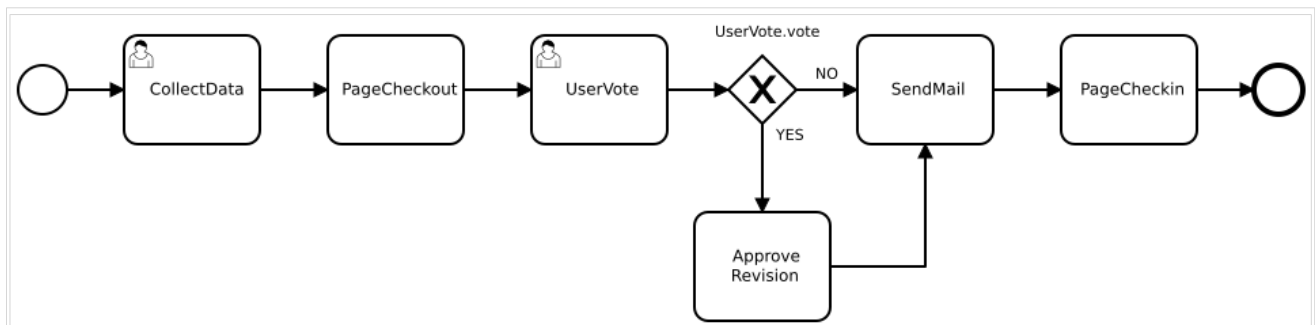 UserVote.vote
CollectData
PageCheckout
UserVote
NO
SendMail
PageCheckin
YES
Approve
Revision